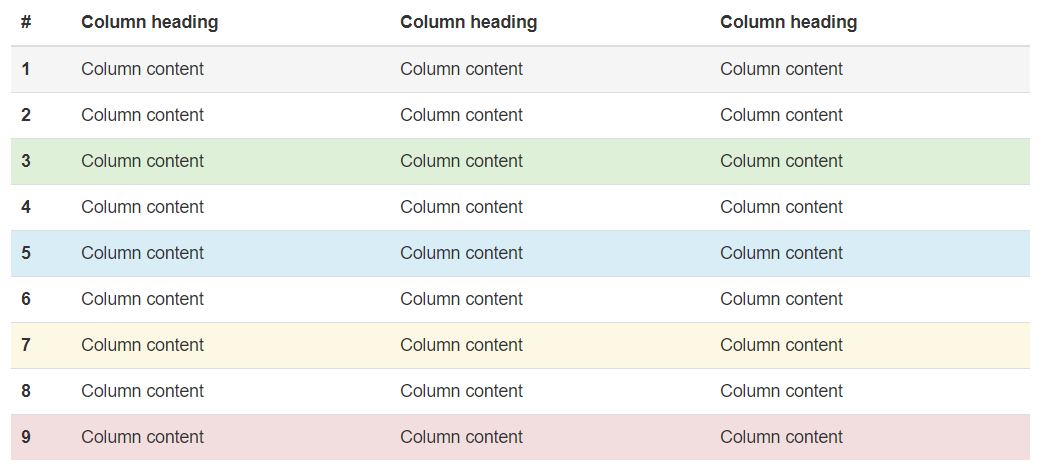 # Column heading Column heading Column heading
1 Column content Column content Column content
2 Column content Column content Column content
3 Column content Column content Column content
4 Column content Column content Column content
5 Column content Column content Column content
6 Column content Column content Column content
7 Column content Column content Column content
8 Column content Column content Column content
9 Column content Column content Column content